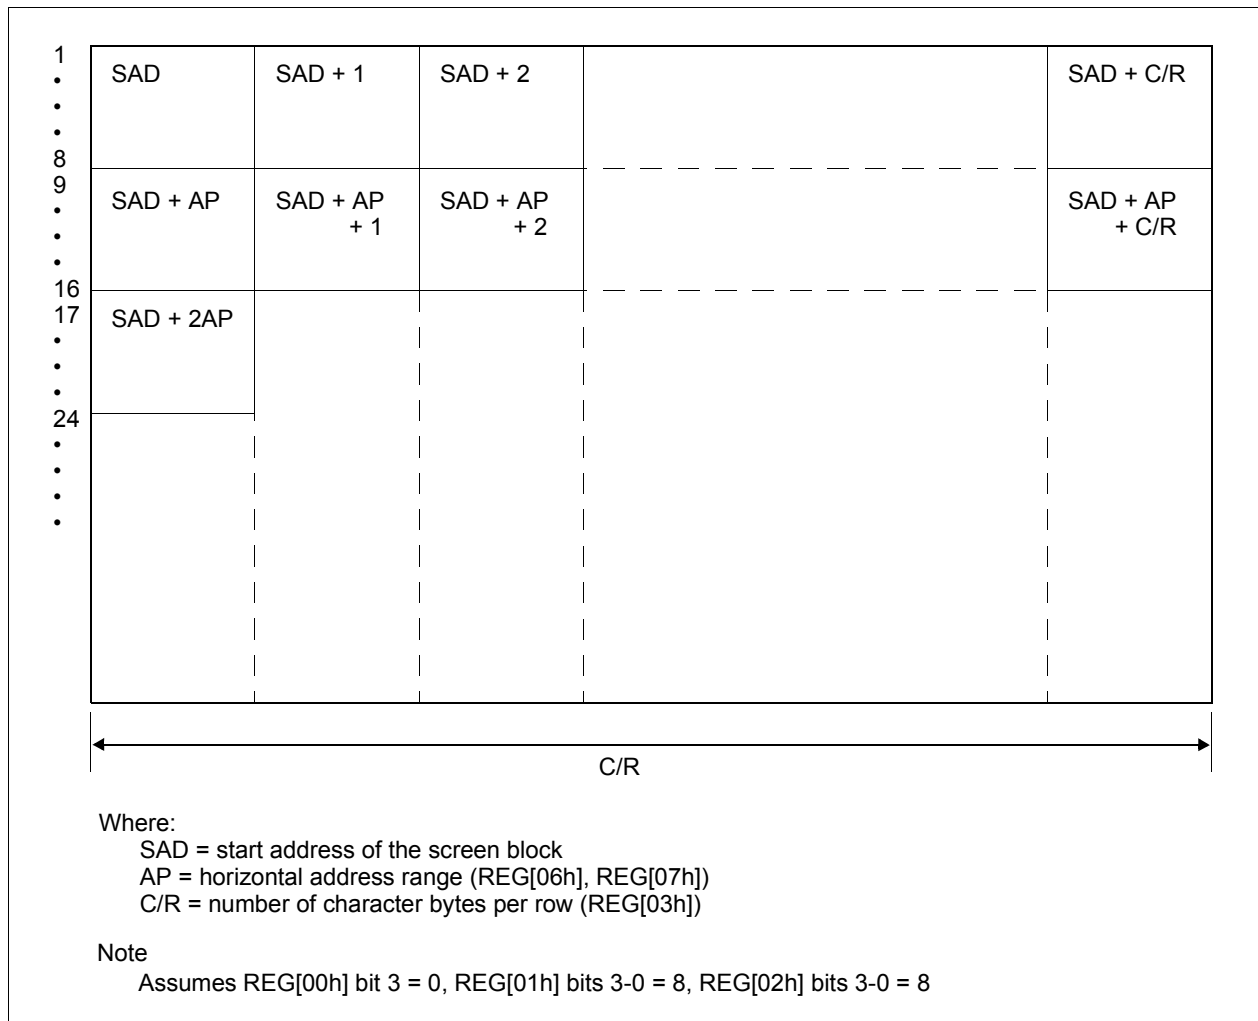 1 SAD SAD + 1 SAD + 2 SAD + C/R
•
•
•
8
9 SAD + AP SAD + AP SAD + AP SAD + AP
• + 1 + 2 + C/R
•
•
16
17 SAD + 2AP
•
•
•
24
•
•
•
•
C/R
Where:
SAD = start address of the screen block
AP = horizontal address range (REG[06h], REG[07h])
C/R = number of character bytes per row (REG[03h])
Note
Assumes REG[00h] bit 3 = 0, REG[01h] bits 3-0 = 8, REG[02h] bits 3-0 = 8